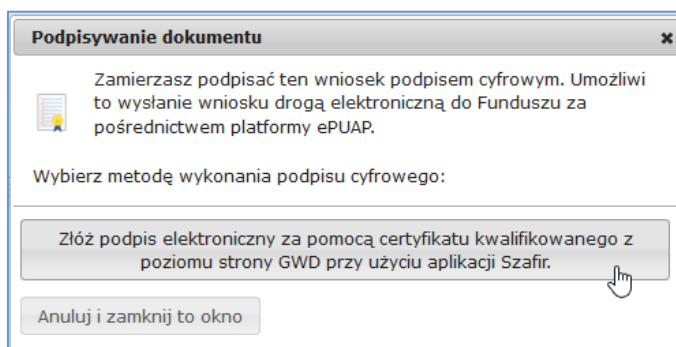 Podpisywanie dokumentu
Zamierzasz podpisać ten wniosek podpisem cyfrowym. Umożliwi
to wysłanie wniosku drogą elektroniczną do Funduszu za
pośrednictwem platformy ePUAP.
Wybierz metodę wykonania podpisu cyfrowego:
Złóż podpis elektroniczny za pomocą certyfikatu kwalifikowanego z
poziomu strony GWD przy użyciu aplikacji Szafir.
Anuluj i zamknij to okno